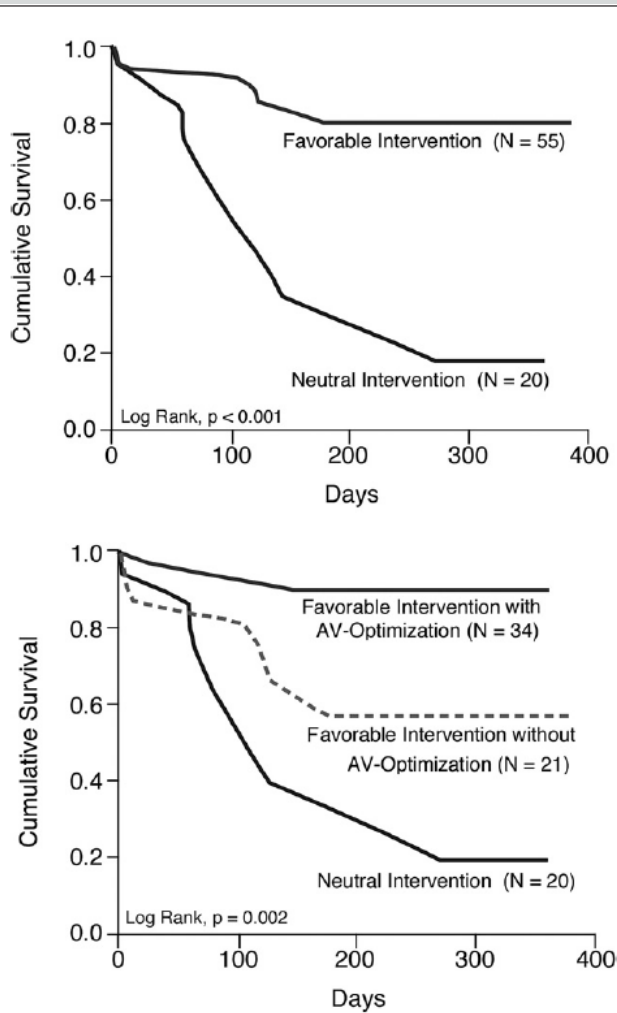 1.0
0.8
0.6
0.4
0.2
0.0
Cumulative Survival
Favorable Intervention (N = 55)
Neutral Intervention (N = 20)
Log Rank, p < 0.001
0 100 200 300 400
Days
1.0
0.8
0.6
0.4
0.2
0.0
Cumulative Survival
Favorable Intervention with
AV-Optimization (N = 34)
Favorable Intervention without
AV-Optimization (N = 21)
Neutral Intervention (N = 20)
Log Rank, p = 0.002
0 100 200 300 400
Days